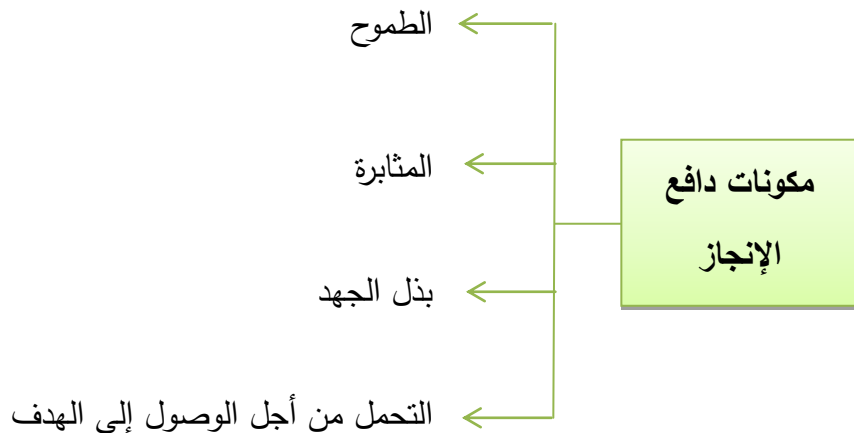 مكونات دافع
الإنجاز
الطموح
المثابرة
بذل الجهد
التحمل من أجل الوصول إلى الهدف